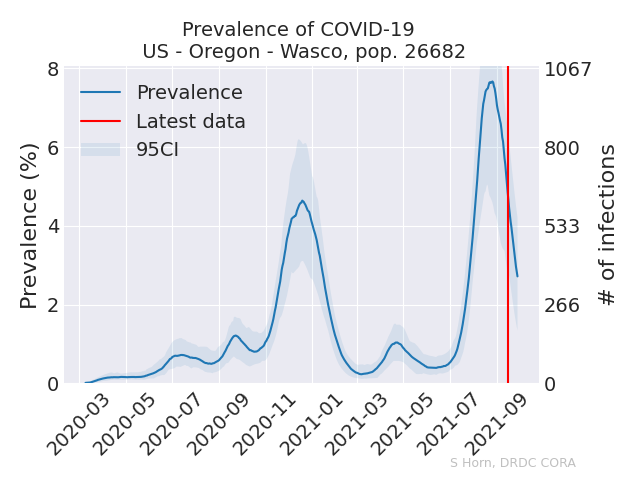 Prevalence of COVID-19
US - Oregon - Wasco, pop. 26682
Prevalence (%)
8
6
4
2
0
Prevalence
Latest data
95CI
1067
800
533
266
0
# of infections
2020-03
2020-05
2020-07
2020-09
2020-11
2021-01
2021-03
2021-05
2021-07
2021-09
S Horn, DRDC CORA